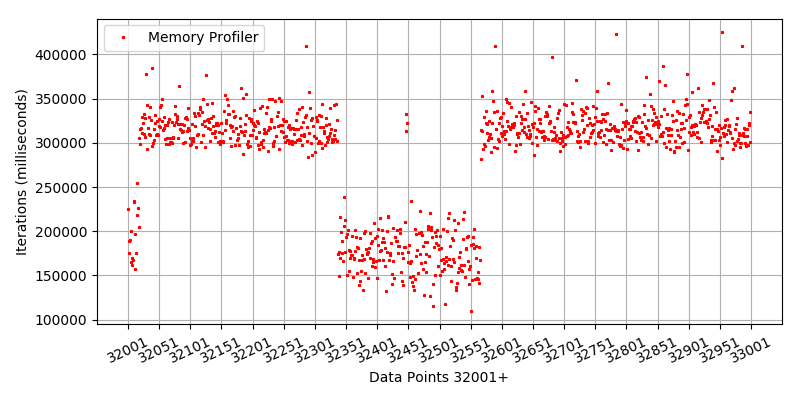 Memory Profiler
Iterations (milliseconds)
400000
350000
300000
250000
200000
150000
100000
32001 32051 32101 32151 32201 32251 32301 32351 32401 32451 32501 32551 32601 32651 32701 32751 32801 32851 32901 32951 33001
Data Points 32001+